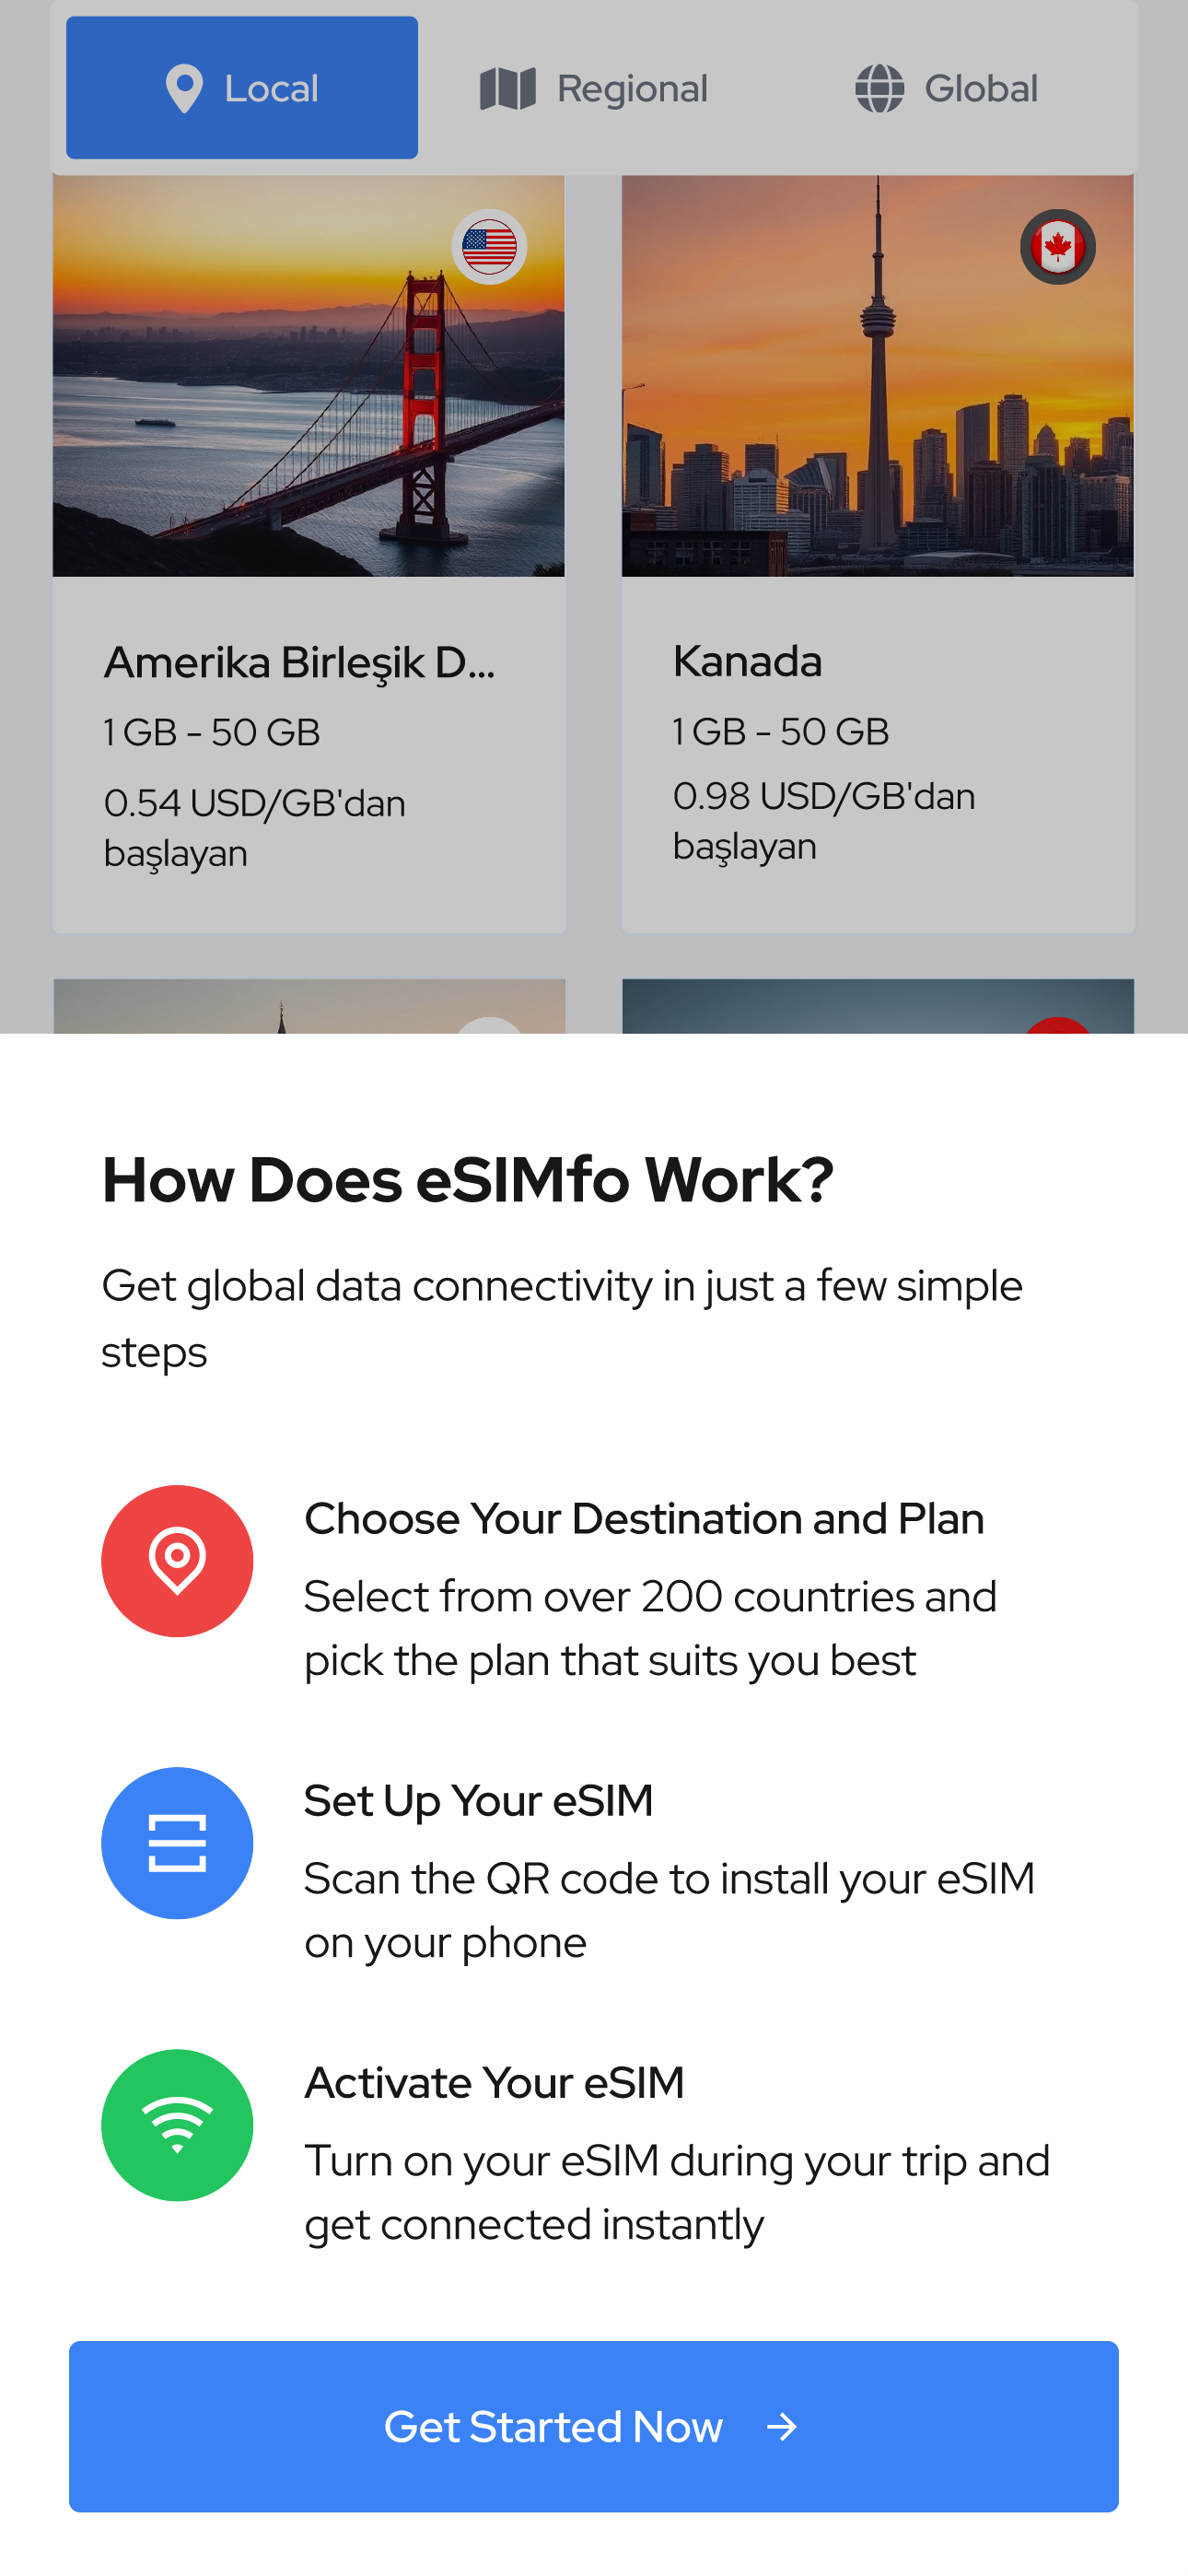 Local
Regional
Global
Amerika Birleşik D...
1 GB - 50 GB
0.54 USD/GB'dan
başlayan
Kanada
1 GB - 50 GB
0.98 USD/GB'dan
başlayan
How Does eSIMfo Work?
Get global data connectivity in just a few simple
steps
Choose Your Destination and Plan
Select from over 200 countries and
pick the plan that suits you best
Set Up Your eSIM
Scan the QR code to install your eSIM
on your phone
Activate Your eSIM
Turn on your eSIM during your trip and
get connected instantly
Get Started Now